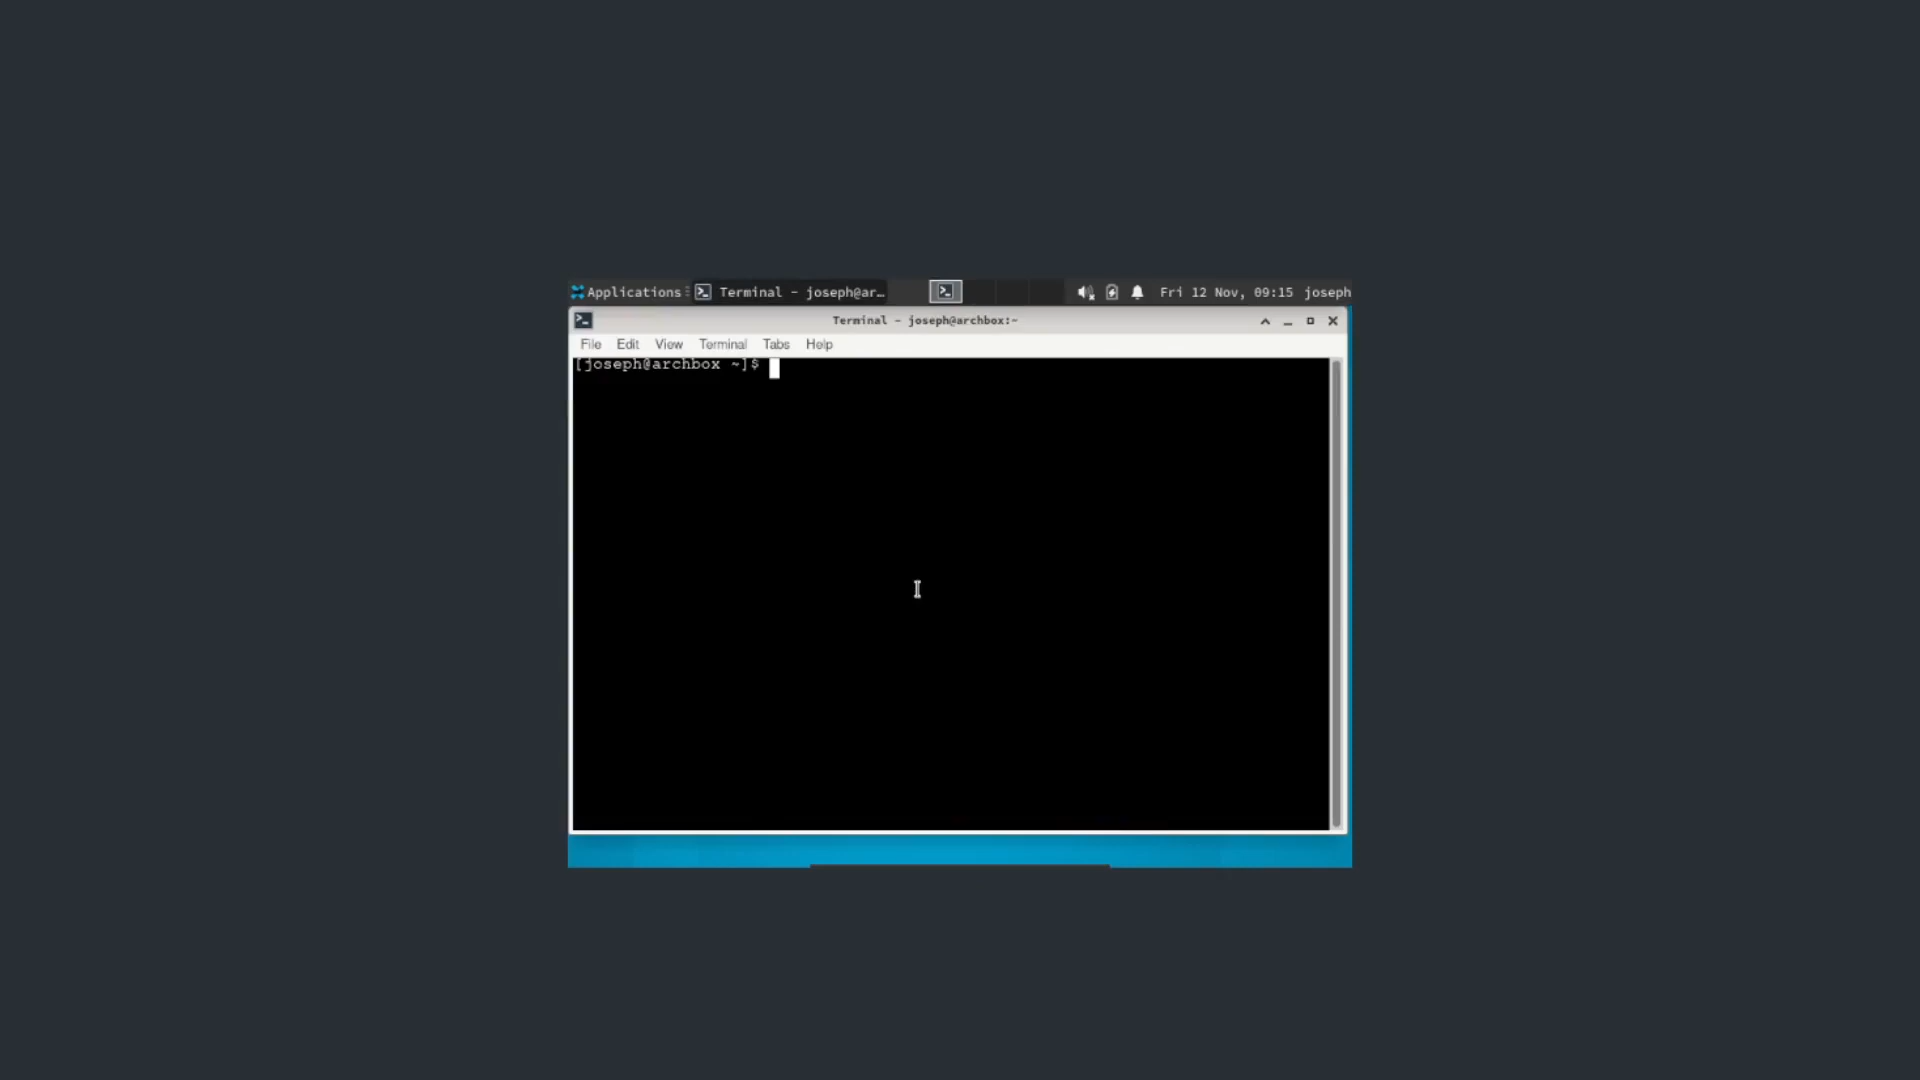 Applications Terminal - joseph@ar… Fri 12 Nov, 09:15 joseph
Terminal - joseph@archbox:~
File Edit View Terminal Tabs Help
[joseph@archbox ~]$